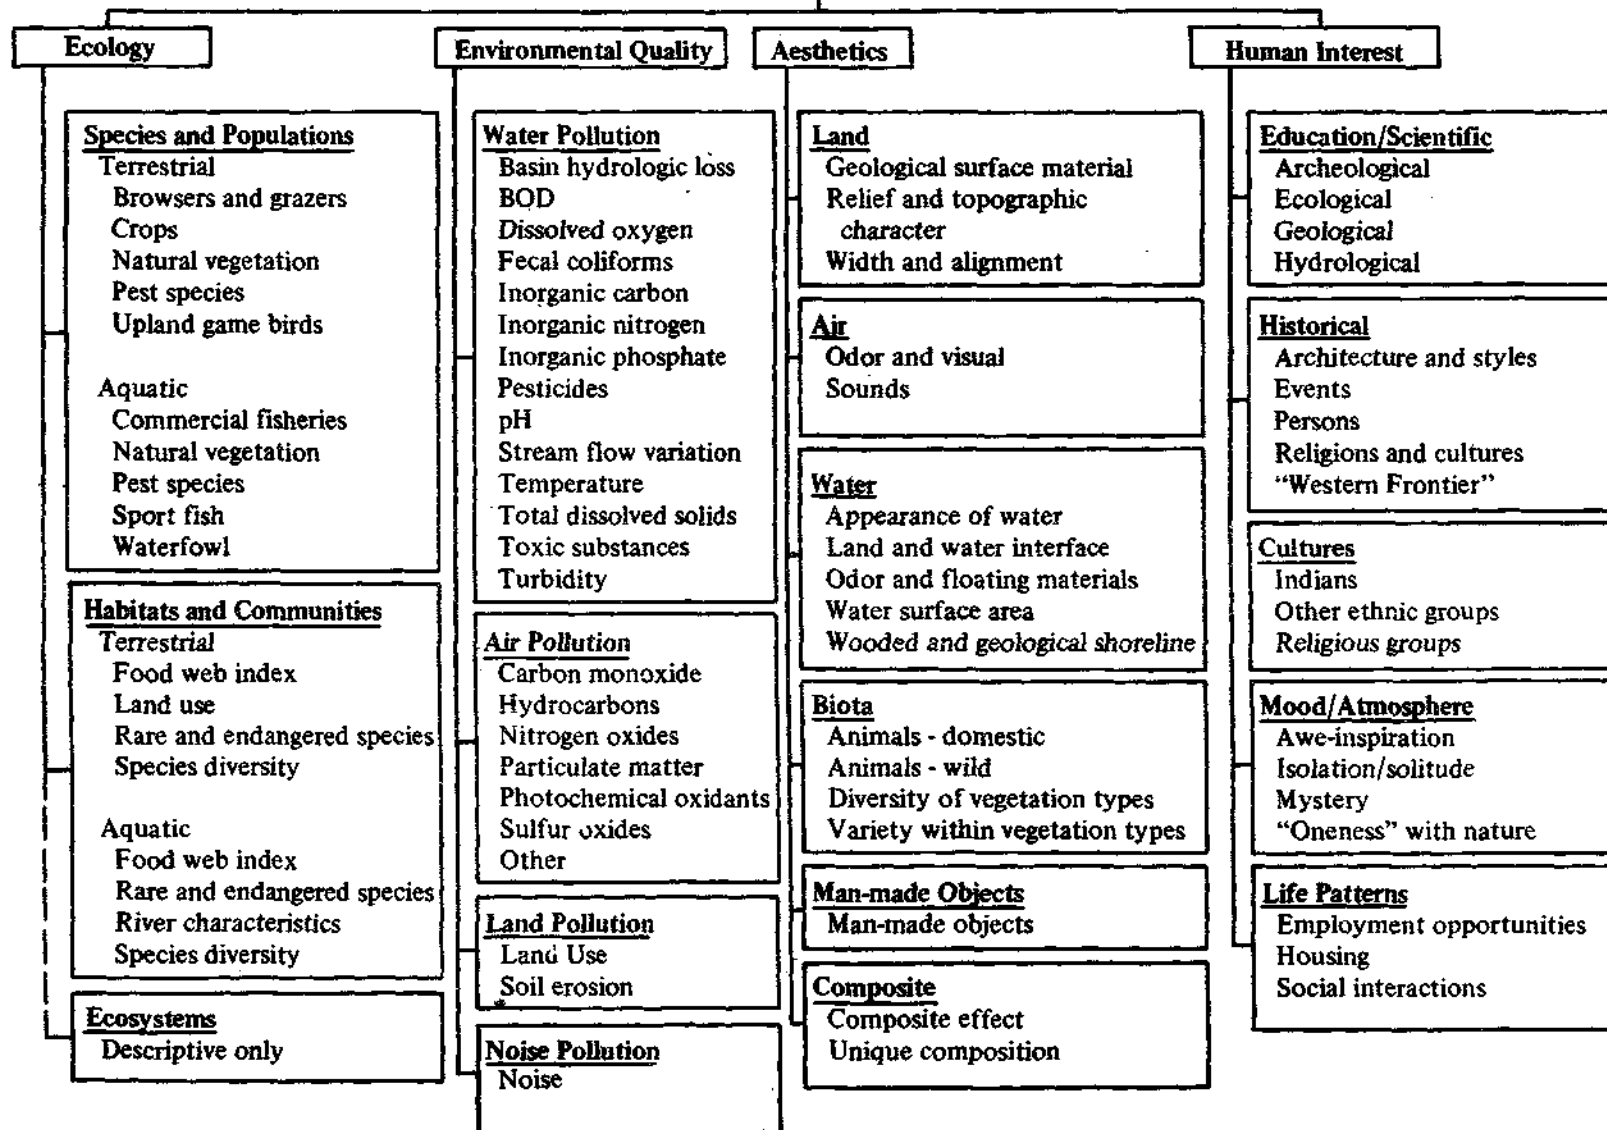 Ecology
Species and Populations
Terrestrial
Browsers and grazers
Crops
Natural vegetation
Pest species
Upland game birds
Aquatic
Commercial fisheries
Natural vegetation
Pest species
Sport fish
Waterfowl
Habitats and Communities
Terrestrial
Food web index
Land use
Rare and endangered species
Species diversity
Aquatic
Food web index
Rare and endangered species
River characteristics
Species diversity
Ecosystems
Descriptive only
Environmental Quality
Water Pollution
Basin hydrologic loss
BOD
Dissolved oxygen
Fecal coliforms
Inorganic carbon
Inorganic nitrogen
Inorganic phosphate
Pesticides
pH
Stream flow variation
Temperature
Total dissolved solids
Toxic substances
Turbidity
Air Pollution
Carbon monoxide
Hydrocarbons
Nitrogen oxides
Particulate matter
Photochemical oxidants
Sulfur oxides
Other
Land Pollution
Land Use
Soil erosion
Noise Pollution
Noise
Aesthetics
Land
Geological surface material
Relief and topographic
character
Width and alignment
Air
Odor and visual
Sounds
Water
Appearance of water
Land and water interface
Odor and floating materials
Water surface area
Wooded and geological shoreline
Biota
Animals - domestic
Animals - wild
Diversity of vegetation types
Variety within vegetation types
Man-made Objects
Man-made objects
Composite
Composite effect
Unique composition
Human Interest
Education/Scientific
Archeological
Ecological
Geological
Hydrological
Historical
Architecture and styles
Events
Persons
Religions and cultures
“Western Frontier”
Cultures
Indians
Other ethnic groups
Religious groups
Mood/Atmosphere
Awe-inspiration
Isolation/solitude
Mystery
“Oneness” with nature
Life Patterns
Employment opportunities
Housing
Social interactions